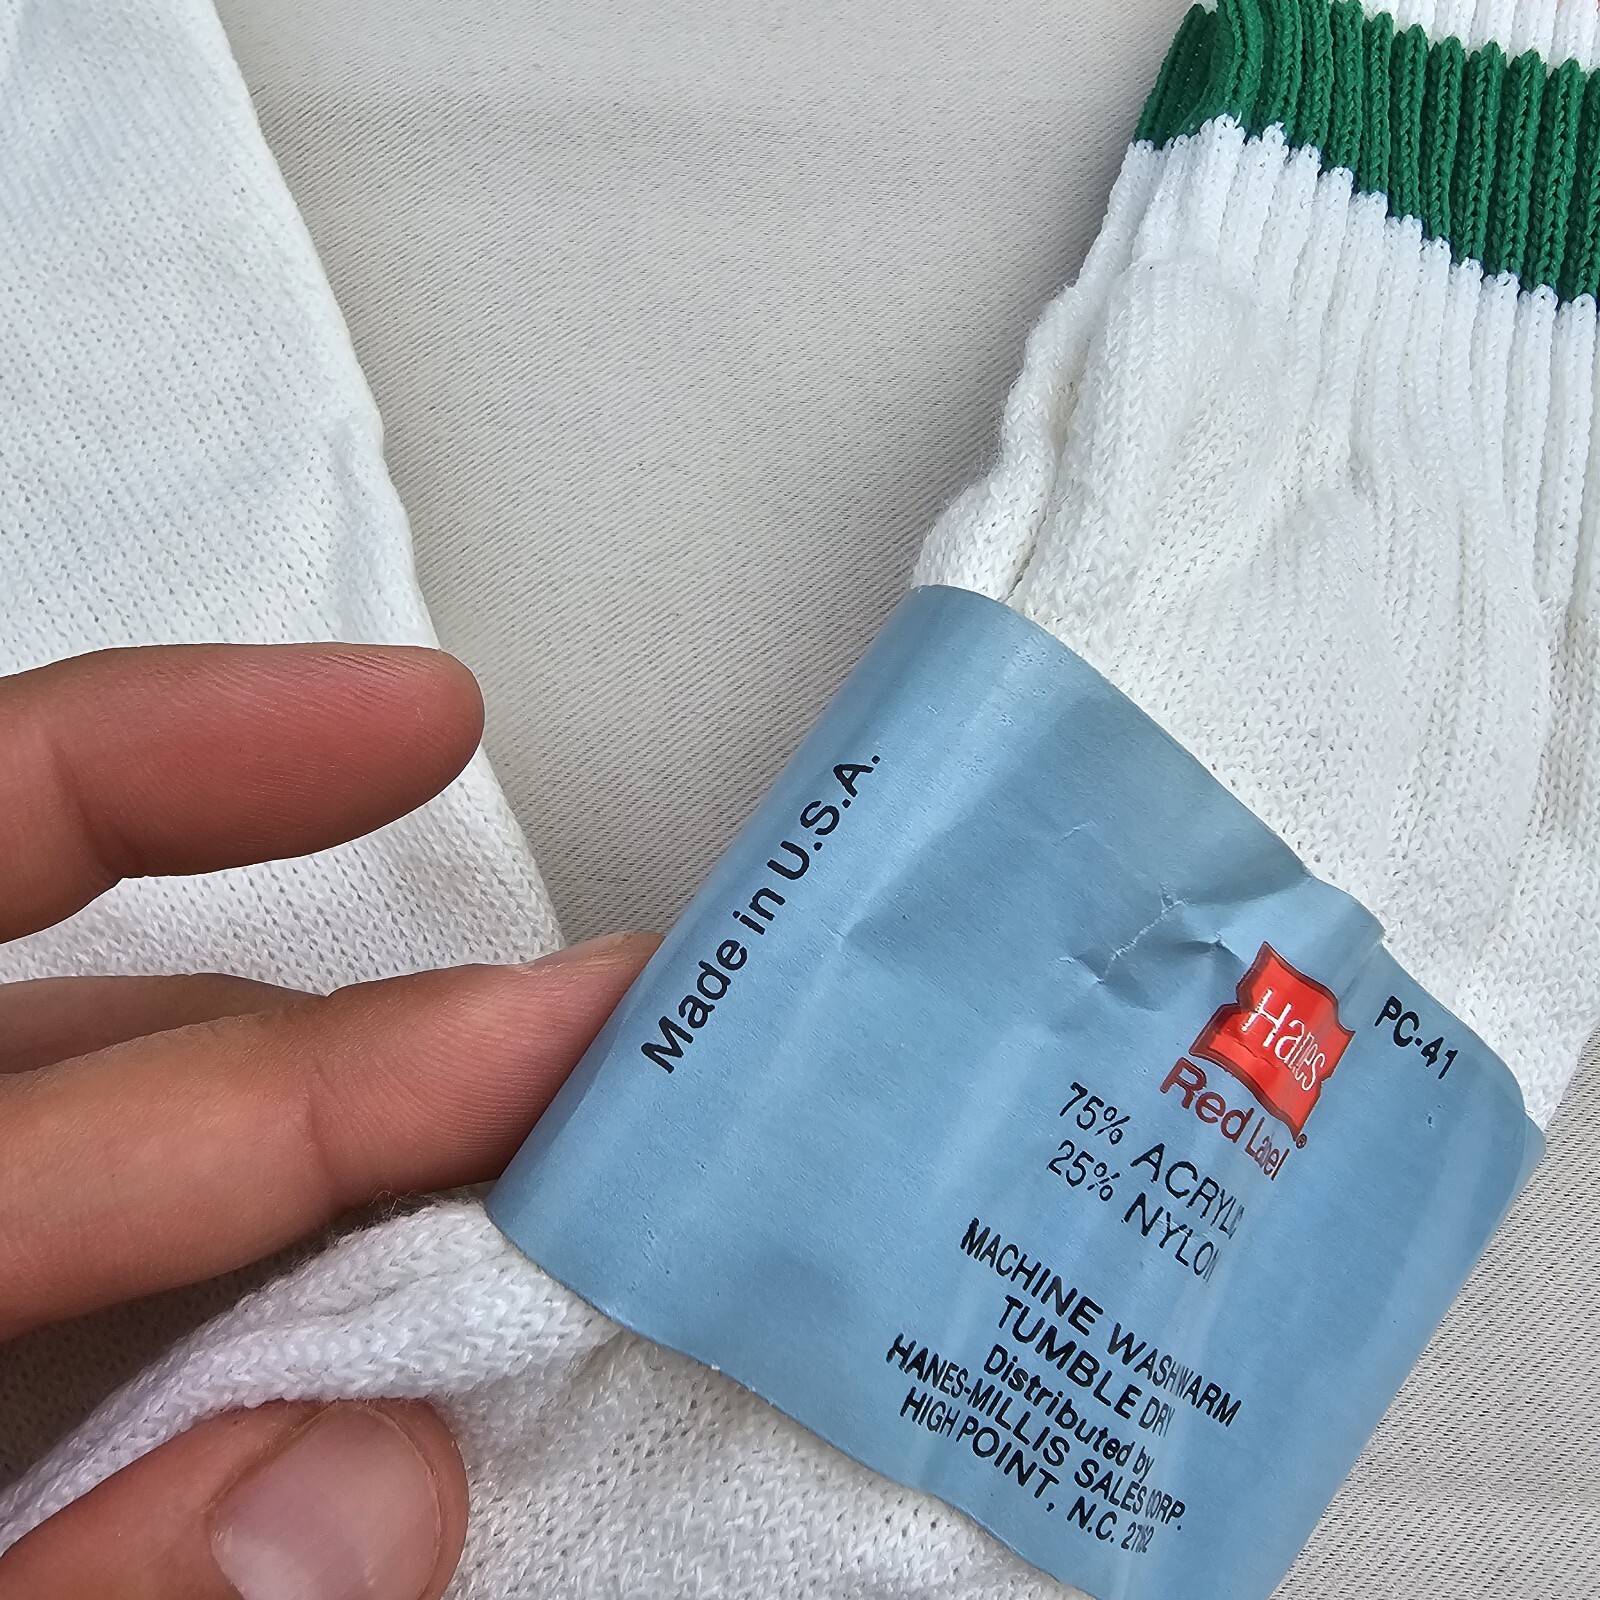 Made in U.S.A.
PC-41
Hanes
Red Label®
75% ACRYLIC
25% NYLON
MACHINE WASH WARM
TUMBLE DRY
Distributed by
HANES-MILLIS SALES CORP.
HIGH POINT, N.C.